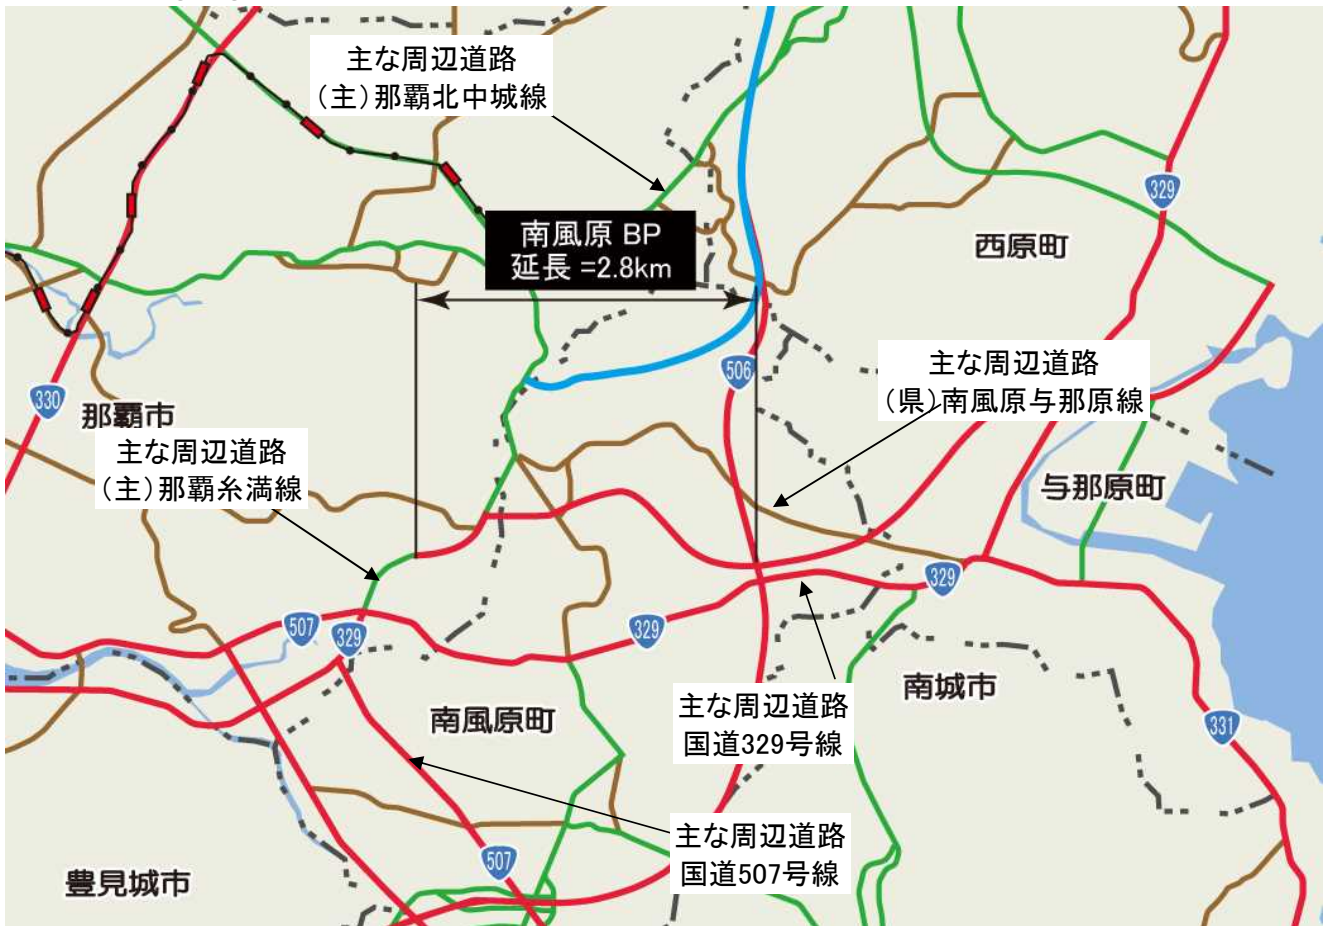 主な周辺道路
（主）那覇北中城線
329
南風原 BP
延長 =2.8km
西原町
506
主な周辺道路
（県）南風原与那原線
330
那覇市
主な周辺道路
（主）那覇糸満線
与那原町
329
507
329
329
南城市
主な周辺道路
国道329号線
南風原町
331
主な周辺道路
国道507号線
507
豊見城市